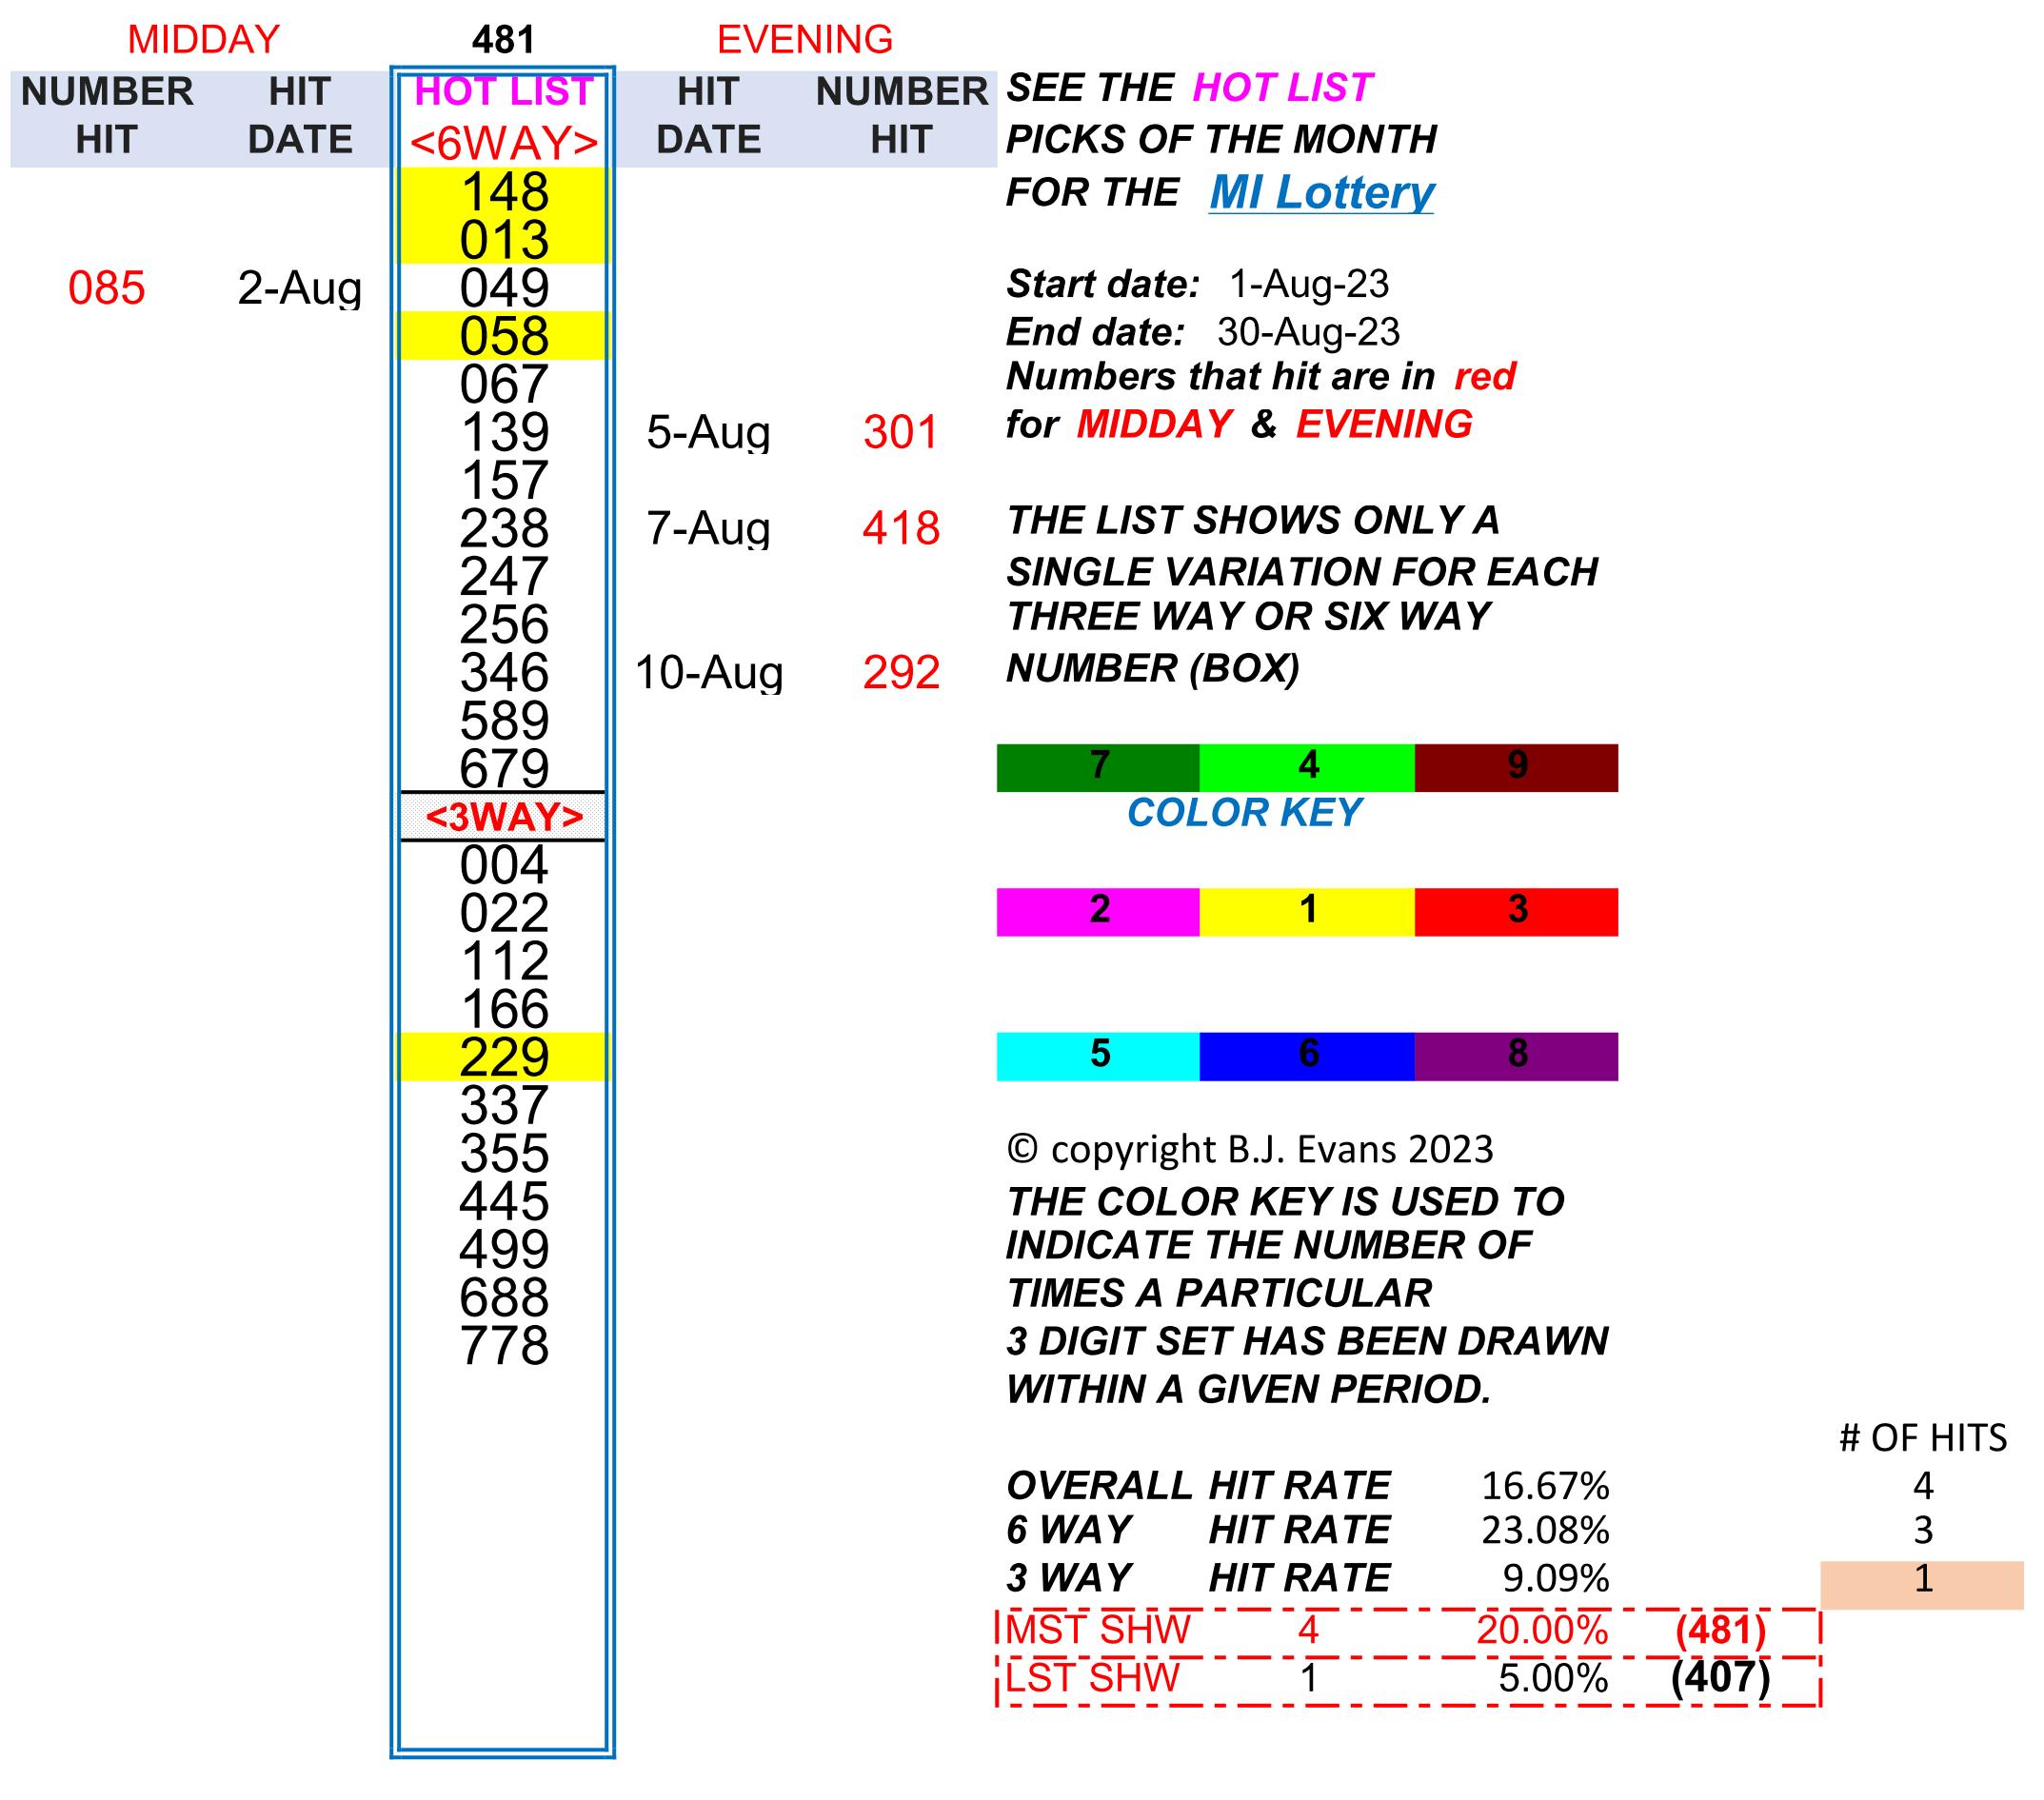 MIDDAY 481 EVENING
NUMBER HIT HOT LIST HIT NUMBER SEE THE HOT LIST
HIT DATE <6WAY> DATE HIT PICKS OF THE MONTH
148 FOR THE MI Lottery
013
085 2-Aug 049 Start date: 1-Aug-23
058 End date: 30-Aug-23
067 Numbers that hit are in red
139 5-Aug 301 for MIDDAY & EVENING
157
238 7-Aug 418 THE LIST SHOWS ONLY A
247 SINGLE VARIATION FOR EACH
256 THREE WAY OR SIX WAY
346 10-Aug 292 NUMBER (BOX)
589
679 7 4 9
<3WAY> COLOR KEY
004
022 2 1 3
112
166
229 5 6 8
337
355 © copyright B.J. Evans 2023
445 THE COLOR KEY IS USED TO
499 INDICATE THE NUMBER OF
688 TIMES A PARTICULAR
778 3 DIGIT SET HAS BEEN DRAWN
WITHIN A GIVEN PERIOD.
# OF HITS
OVERALL HIT RATE 16.67% 4
6 WAY HIT RATE 23.08% 3
3 WAY HIT RATE 9.09% 1
MST SHW 4 20.00% (481)
LST SHW 1 5.00% (407)